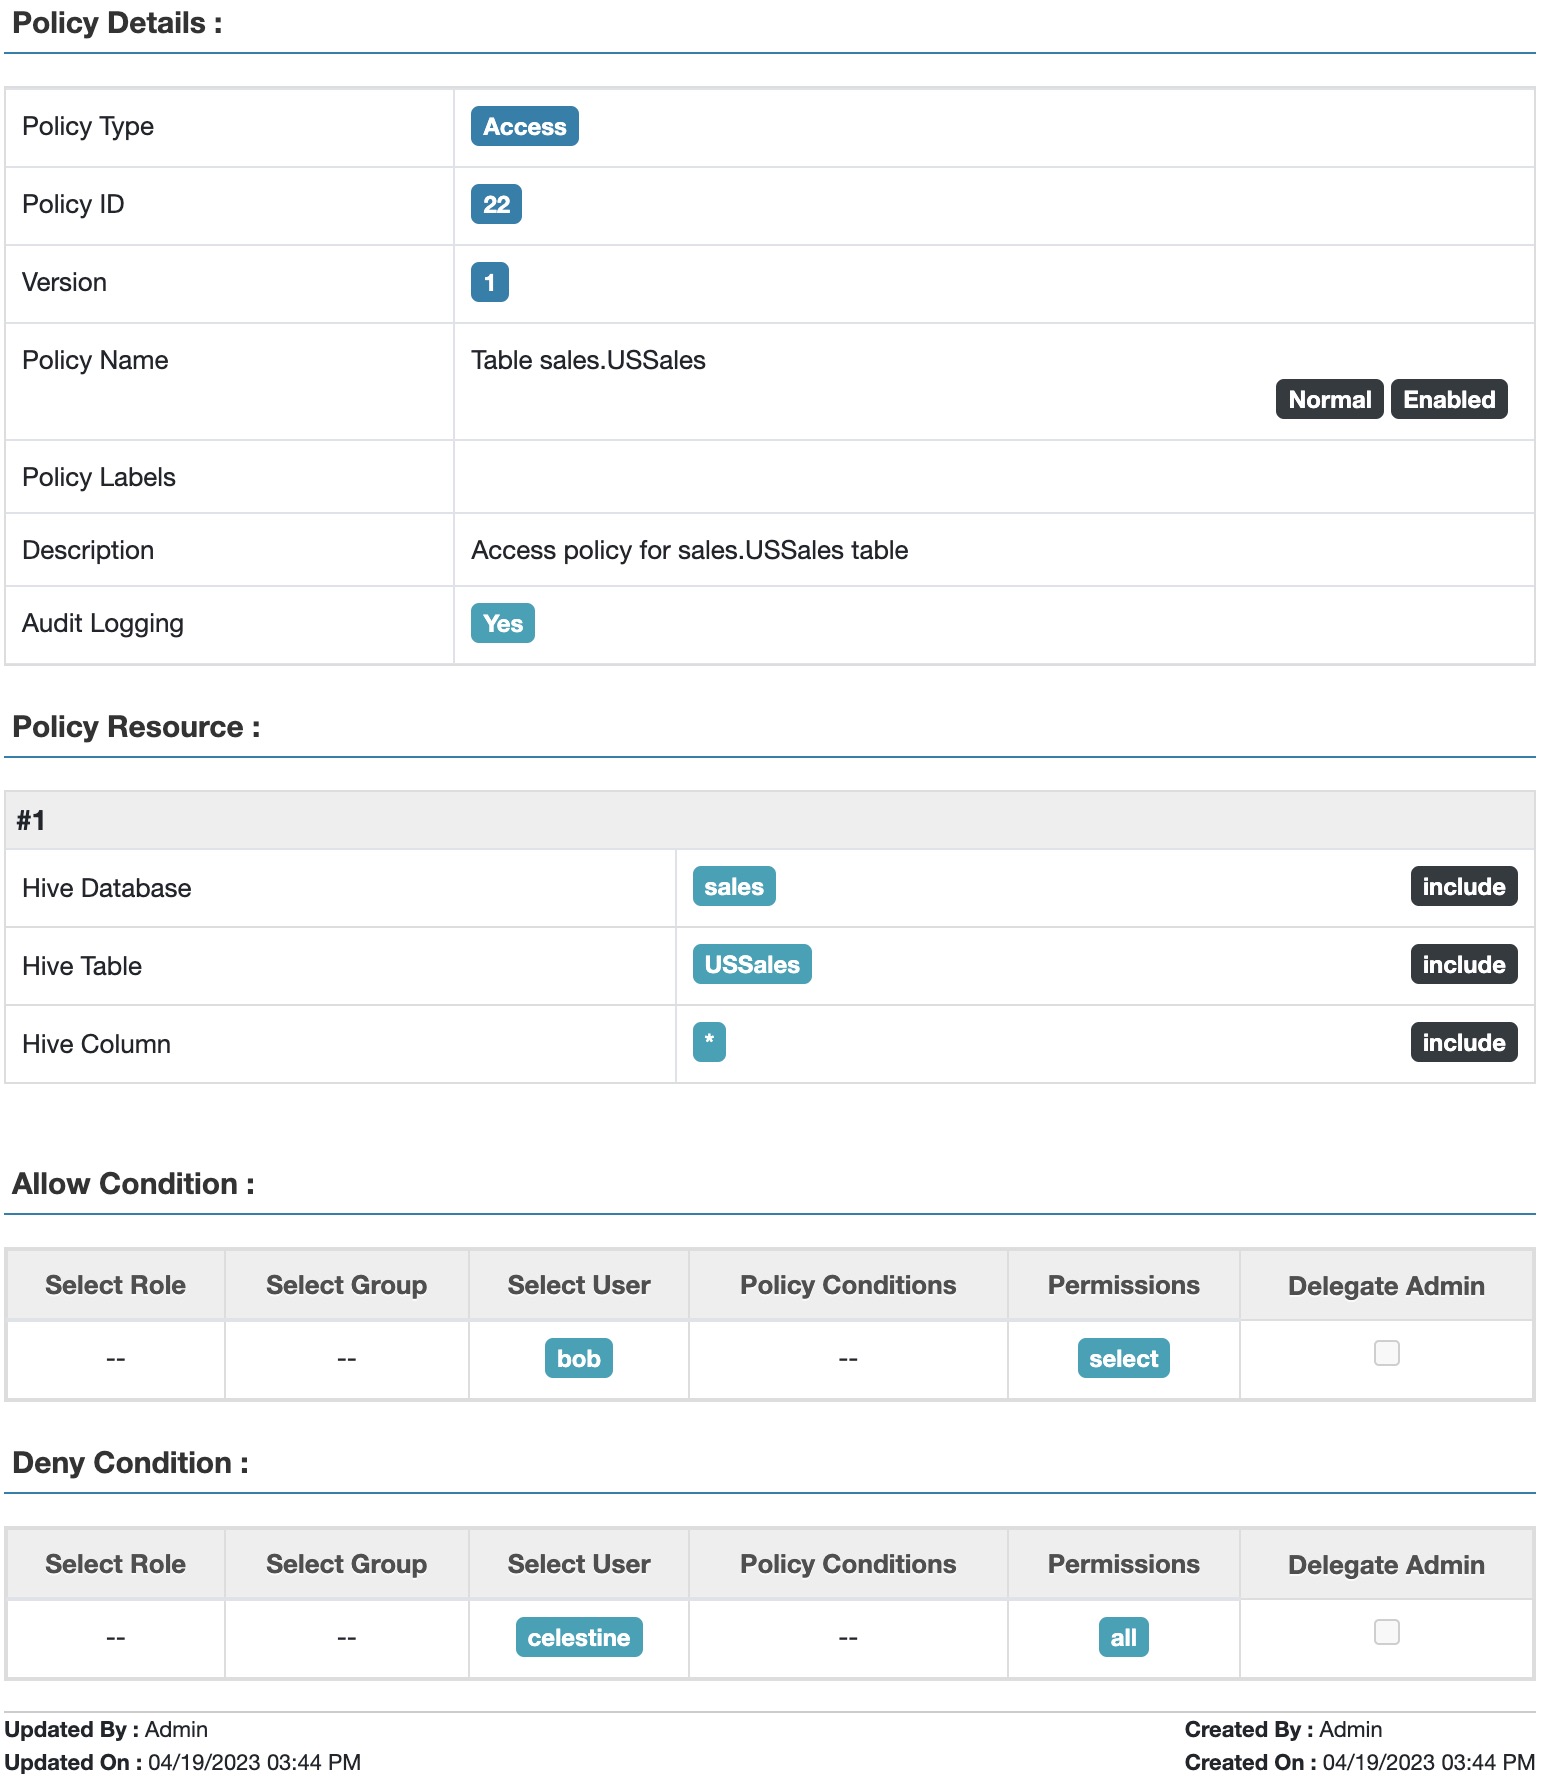 Policy Details :
Policy Type Access
Policy ID 22
Version 1
Policy Name Table sales.USSales
Normal Enabled
Policy Labels
Description Access policy for sales.USSales table
Audit Logging Yes
Policy Resource :
#1
Hive Database sales include
Hive Table USSales include
Hive Column * include
Allow Condition :
Select Role Select Group Select User Policy Conditions Permissions Delegate Admin
-- -- bob -- select
Deny Condition :
Select Role Select Group Select User Policy Conditions Permissions Delegate Admin
-- -- celestine -- all
Updated By : Admin Created By : Admin
Updated On : 04/19/2023 03:44 PM Created On : 04/19/2023 03:44 PM